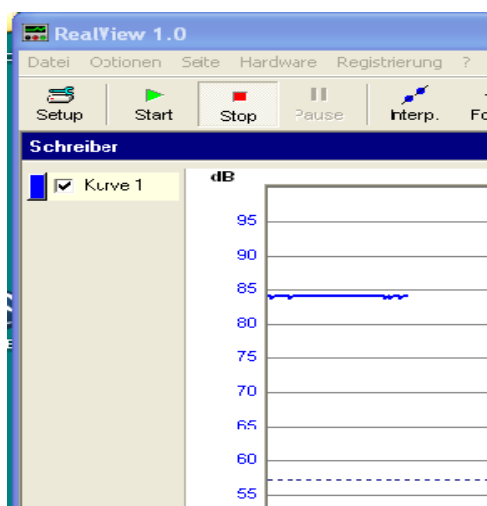 RealView 1.0
Datei Optionen Seite Hardware Registrierung ?
Setup Start Stop Pause Interp.
Schreiber
Kurve 1
dB
95
90
85
80
75
70
65
60
55